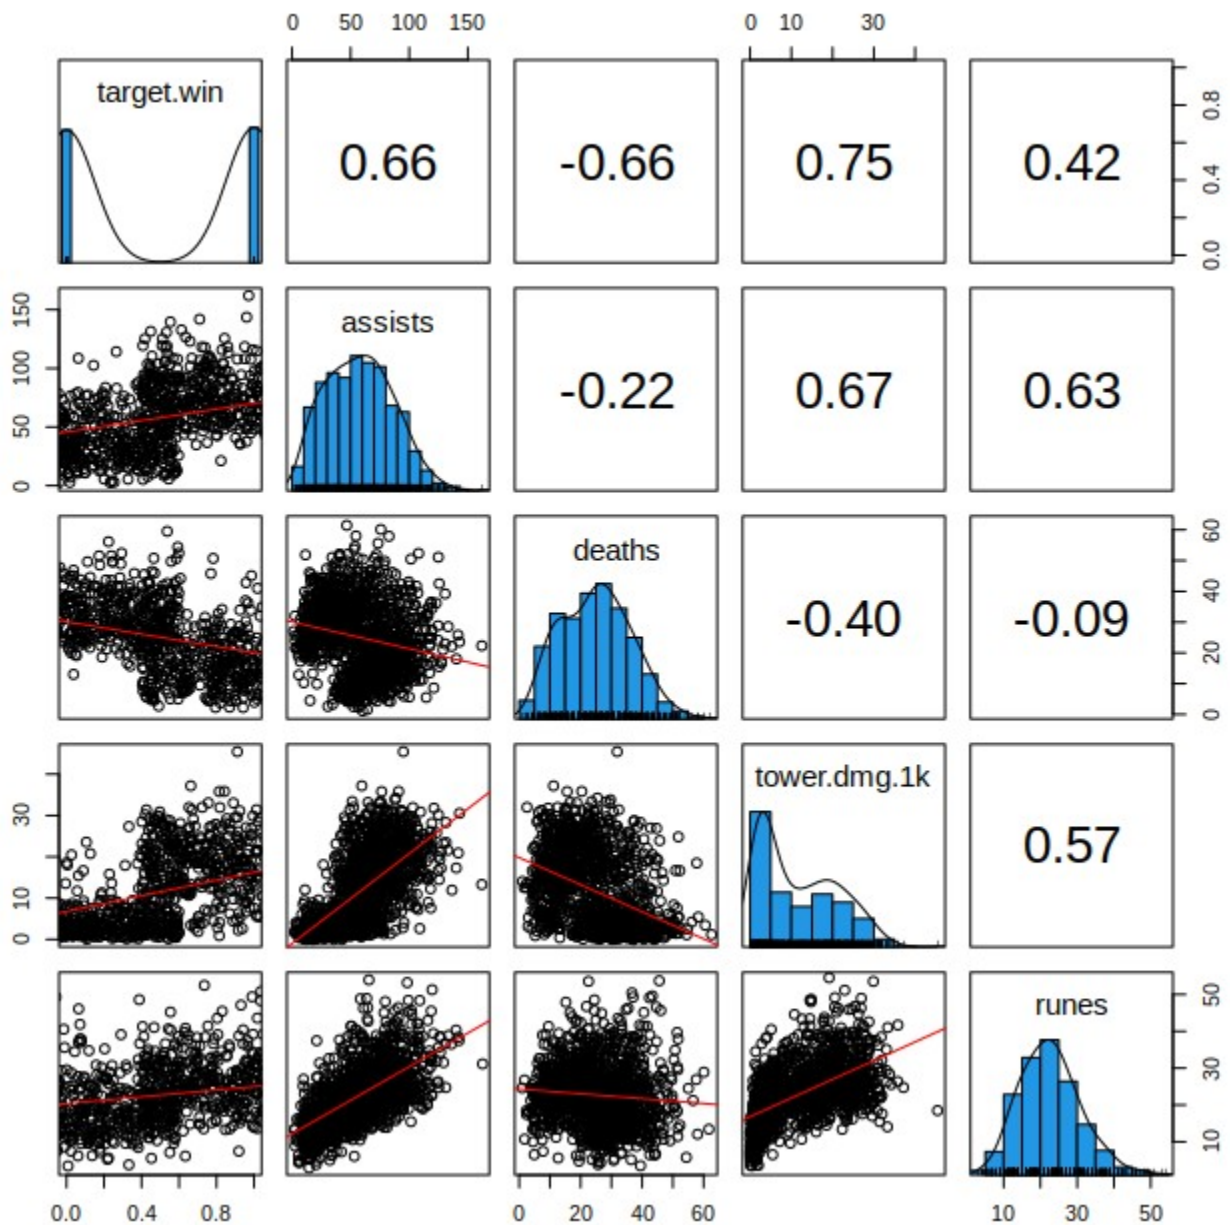 0 50 100 150 0 10 30
target.win 0.66 -0.66 0.75 0.42 0.0 0.4 0.8
0 50 100 150 assists -0.22 0.67 0.63
deaths -0.40 -0.09 0 20 40 60
0 10 30 tower.dmg.1k 0.57
runes 10 30 50
0.0 0.4 0.8 0 20 40 60 10 30 50